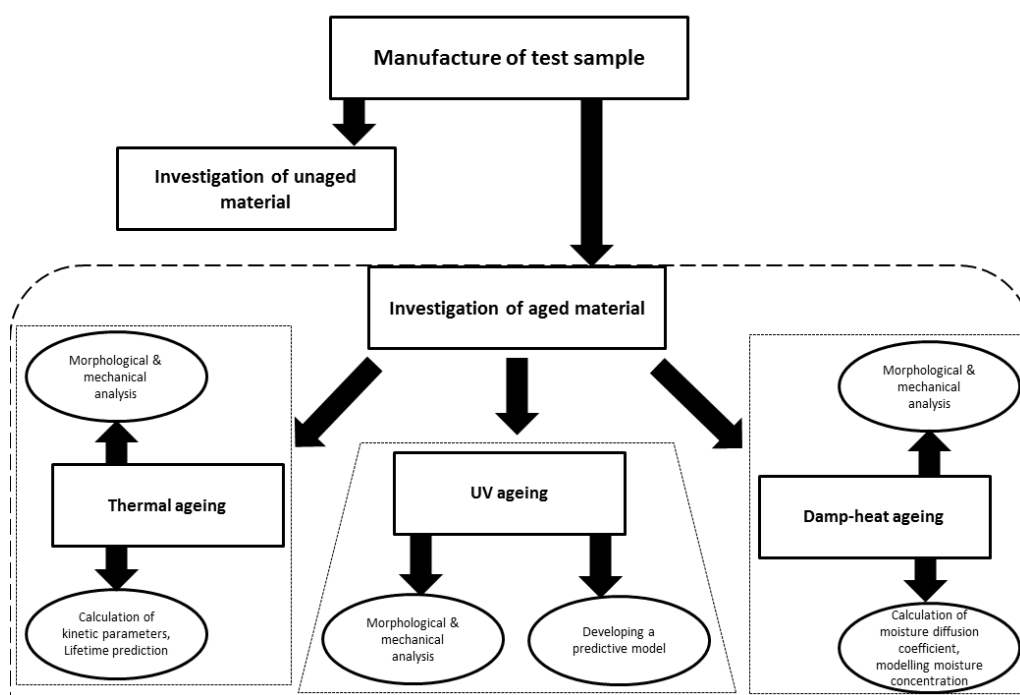 Manufacture of test sample
Investigation of unaged
material
Investigation of aged material
Morphological &
mechanical
analysis
Thermal ageing
Calculation of
kinetic parameters,
Lifetime prediction
UV ageing
Morphological &
mechanical
analysis
Developing a
predictive model
Morphological &
mechanical
analysis
Damp-heat ageing
Calculation of
moisture diffusion
coefficient,
modelling moisture
concentration